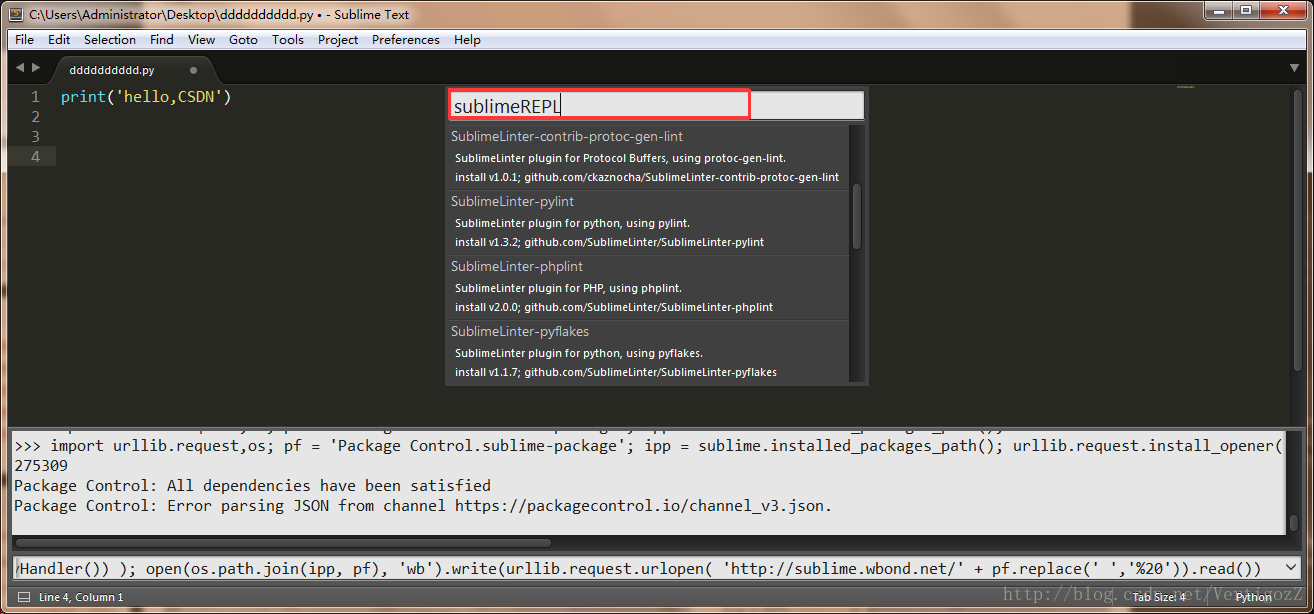 C:\Users\Administrator\Desktop\dddddddddd.py • - Sublime Text
File Edit Selection Find View Goto Tools Project Preferences Help
dddddddddd.py
1 print('hello,CSDN')
2
3
4
sublimeREPL
SublimeLinter-contrib-protoc-gen-lint
SublimeLinter plugin for Protocol Buffers, using protoc-gen-lint.
install v1.0.1; github.com/ckaznocha/SublimeLinter-contrib-protoc-gen-lint
SublimeLinter-pylint
SublimeLinter plugin for python, using pylint.
install v1.3.2; github.com/SublimeLinter/SublimeLinter-pylint
SublimeLinter-phplint
SublimeLinter plugin for PHP, using phplint.
install v2.0.0; github.com/SublimeLinter/SublimeLinter-phplint
SublimeLinter-pyflakes
SublimeLinter plugin for python, using pyflakes.
install v1.1.7; github.com/SublimeLinter/SublimeLinter-pyflakes
>>> import urllib.request,os; pf = 'Package Control.sublime-package'; ipp = sublime.installed_packages_path(); urllib.request.install_opener(
275309
Package Control: All dependencies have been satisfied
Package Control: Error parsing JSON from channel https://packagecontrol.io/channel_v3.json.
Handler()) ); open(os.path.join(ipp, pf), 'wb').write(urllib.request.urlopen( 'http://sublime.wbond.net/' + pf.replace(' ','%20')).read())
Line 4, Column 1
Tab Size: 4
Python